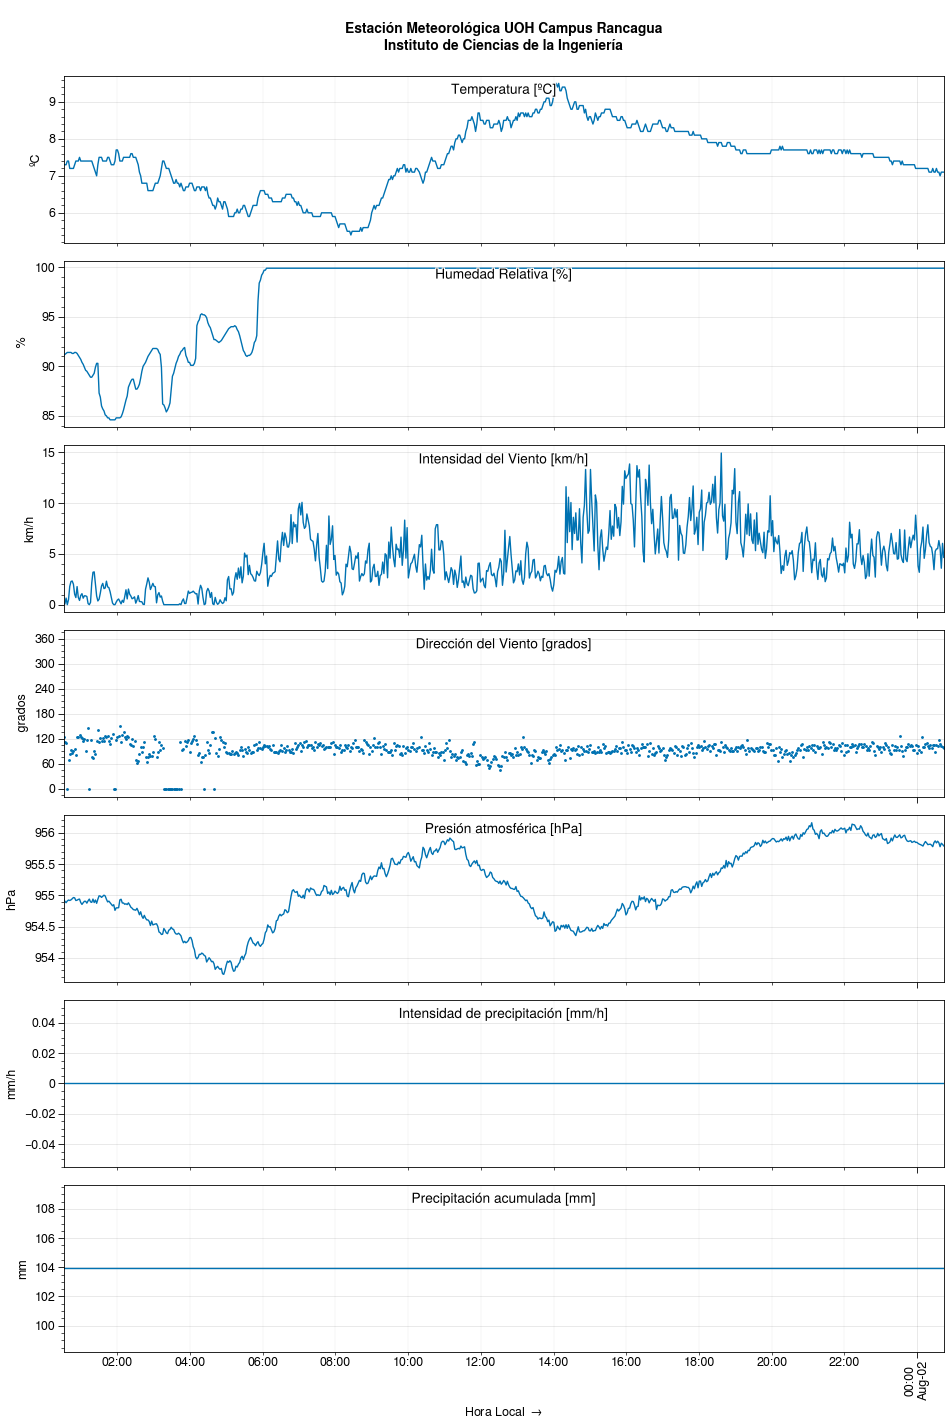 Estación Meteorológica UOH Campus Rancagua
Instituto de Ciencias de la Ingeniería
Temperatura [ºC]
9
8
7
6
ºC
Humedad Relativa [%]
100
95
90
85
%
Intensidad del Viento [km/h]
15
10
5
0
km/h
Dirección del Viento [grados]
360
300
240
180
120
60
0
grados
Presión atmosférica [hPa]
956
955.5
955
954.5
954
hPa
Intensidad de precipitación [mm/h]
0.04
0.02
0
−0.02
−0.04
mm/h
Precipitación acumulada [mm]
108
106
104
102
100
mm
02:00 04:00 06:00 08:00 10:00 12:00 14:00 16:00 18:00 20:00 22:00
00:00
Aug-02
Hora Local →